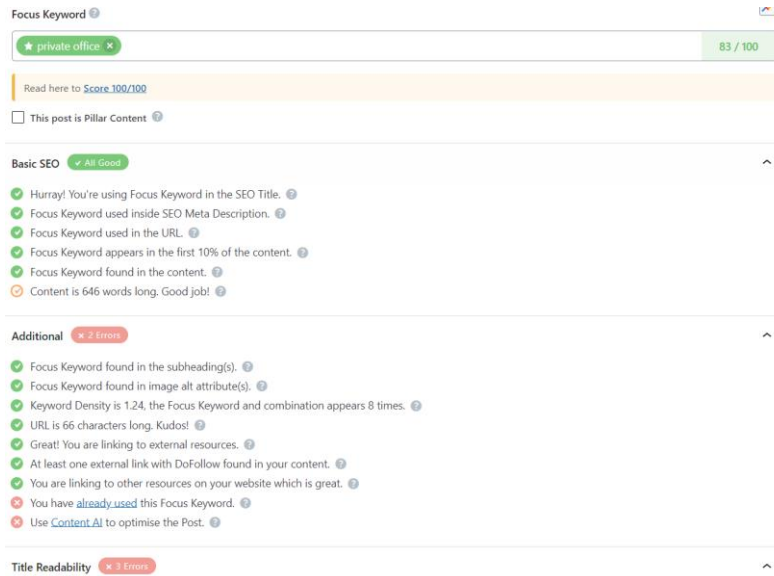 Focus Keyword
private office
83 / 100
Read here to Score 100/100
This post is Pillar Content
Basic SEO All Good
Hurray! You're using Focus Keyword in the SEO Title.
Focus Keyword used inside SEO Meta Description.
Focus Keyword used in the URL.
Focus Keyword appears in the first 10% of the content.
Focus Keyword found in the content.
Content is 646 words long. Good job!
Additional 2 Errors
Focus Keyword found in the subheading(s).
Focus Keyword found in image alt attribute(s).
Keyword Density is 1.24, the Focus Keyword and combination appears 8 times.
URL is 66 characters long. Kudos!
Great! You are linking to external resources.
At least one external link with DoFollow found in your content.
You are linking to other resources on your website which is great.
You have already used this Focus Keyword.
Use Content AI to optimise the Post.
Title Readability 3 Errors